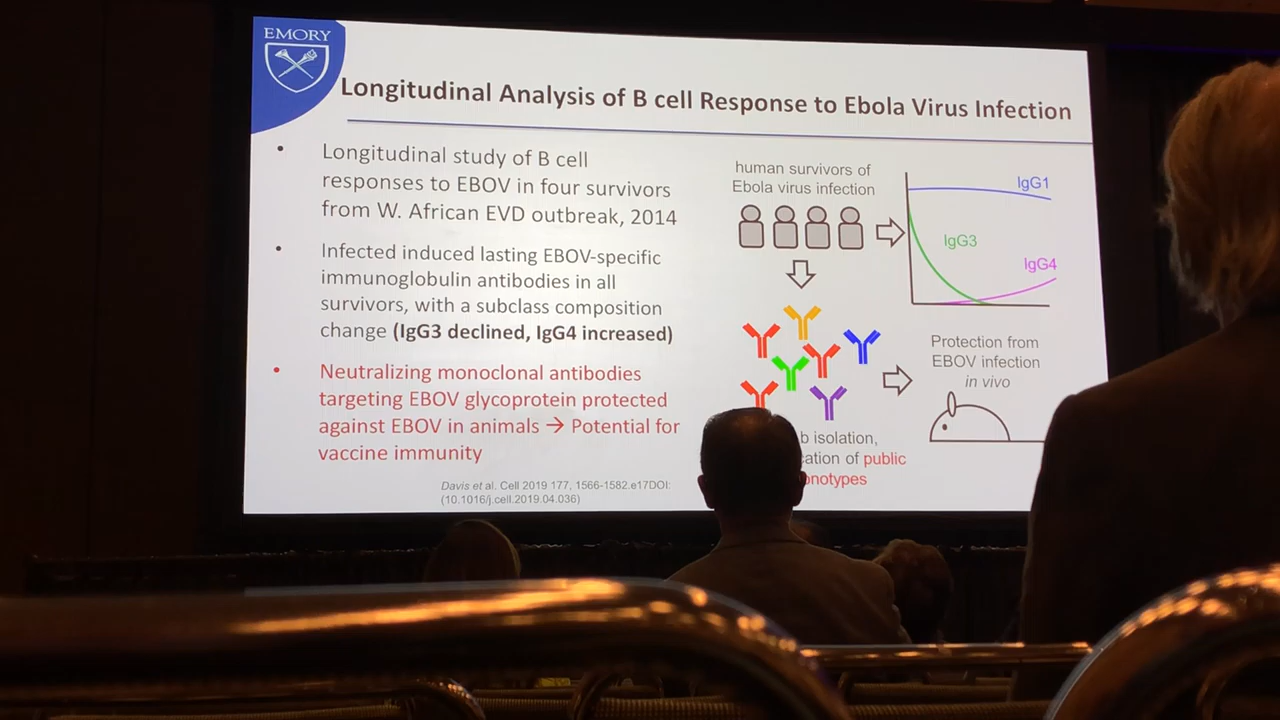 EMORY
Longitudinal Analysis of B cell Response to Ebola Virus Infection
• Longitudinal study of B cell
responses to EBOV in four survivors
from W. African EVD outbreak, 2014
• Infected induced lasting EBOV-specific
immunoglobulin antibodies in all
survivors, with a subclass composition
change (IgG3 declined, IgG4 increased)
• Neutralizing monoclonal antibodies
targeting EBOV glycoprotein protected
against EBOV in animals → Potential for
vaccine immunity
Davis et al. Cell 2019 177, 1566-1582.e17DOI:
(10.1016/j.cell.2019.04.036)
human survivors of
Ebola virus infection
IgG1
IgG3
IgG4
Protection from
EBOV infection
in vivo
b isolation,
of public